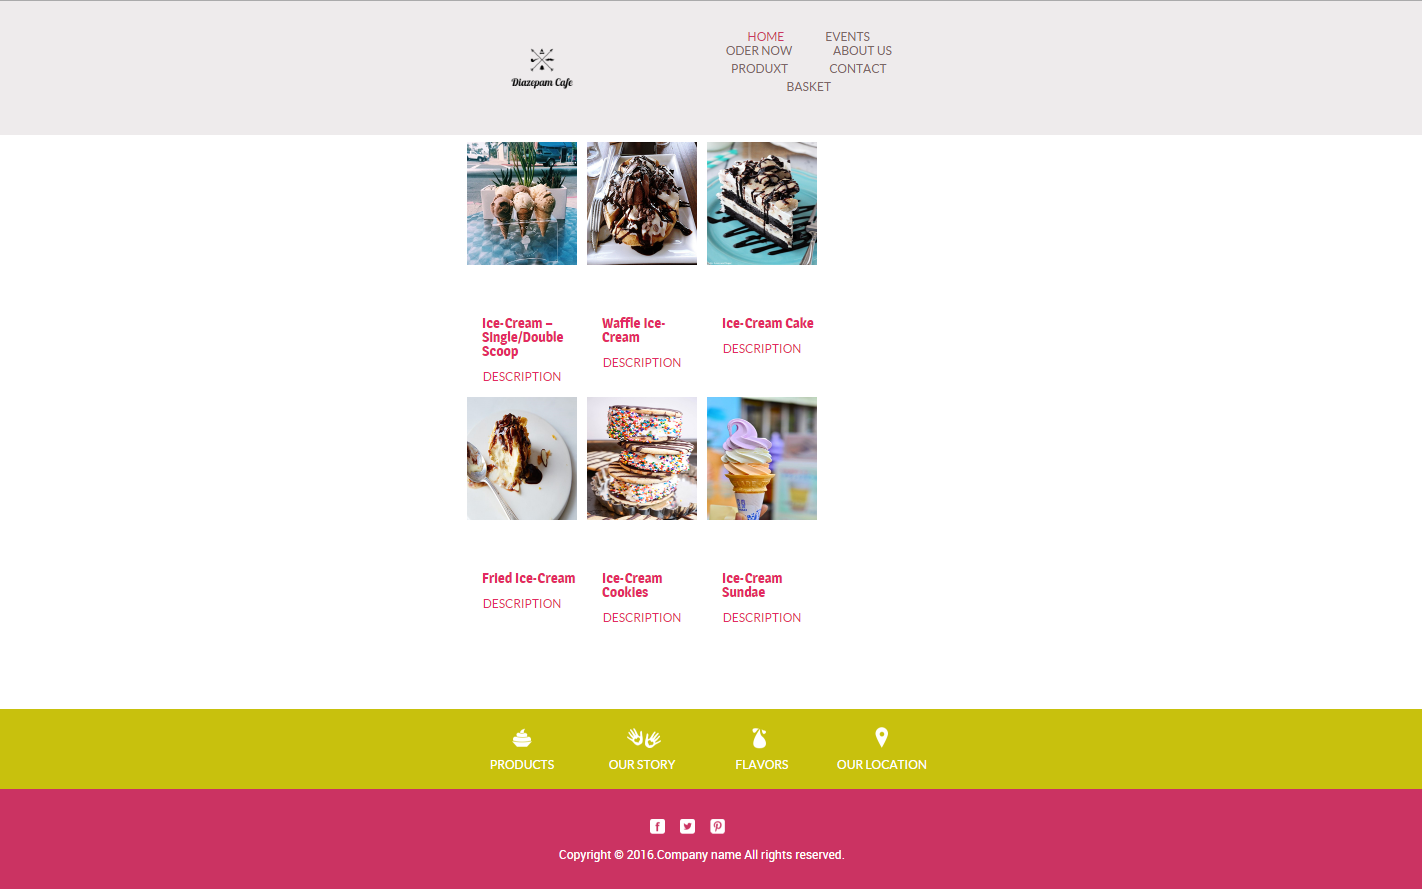 HOME EVENTS
ODER NOW ABOUT US
PRODUXT CONTACT
BASKET
Diazepam Cafe
Ice-Cream –
Single/Double
Scoop
DESCRIPTION
Waffle Ice-
Cream
DESCRIPTION
Ice-Cream Cake
DESCRIPTION
Fried Ice-Cream
DESCRIPTION
Ice-Cream
Cookies
DESCRIPTION
Ice-Cream
Sundae
DESCRIPTION
PRODUCTS OUR STORY FLAVORS OUR LOCATION
Copyright © 2016.Company name All rights reserved.